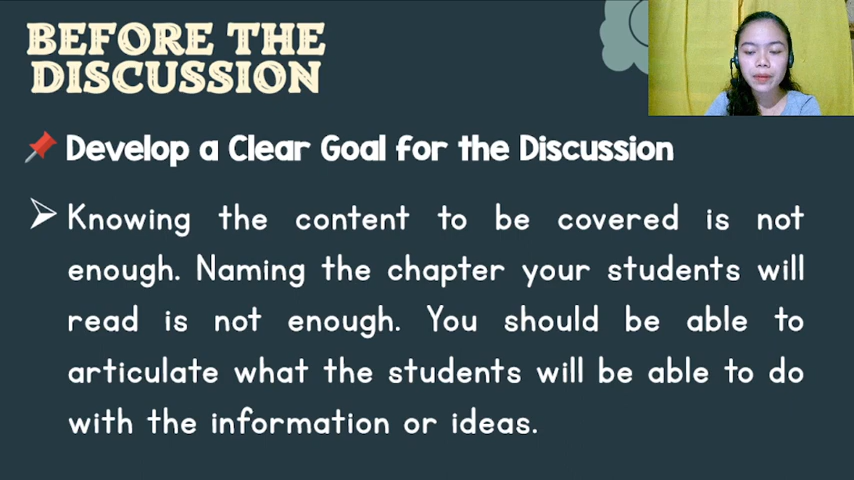 BEFORE THE
DISCUSSION
Develop a Clear Goal for the Discussion
Knowing the content to be covered is not
enough. Naming the chapter your students will
read is not enough. You should be able to
articulate what the students will be able to do
with the information or ideas.